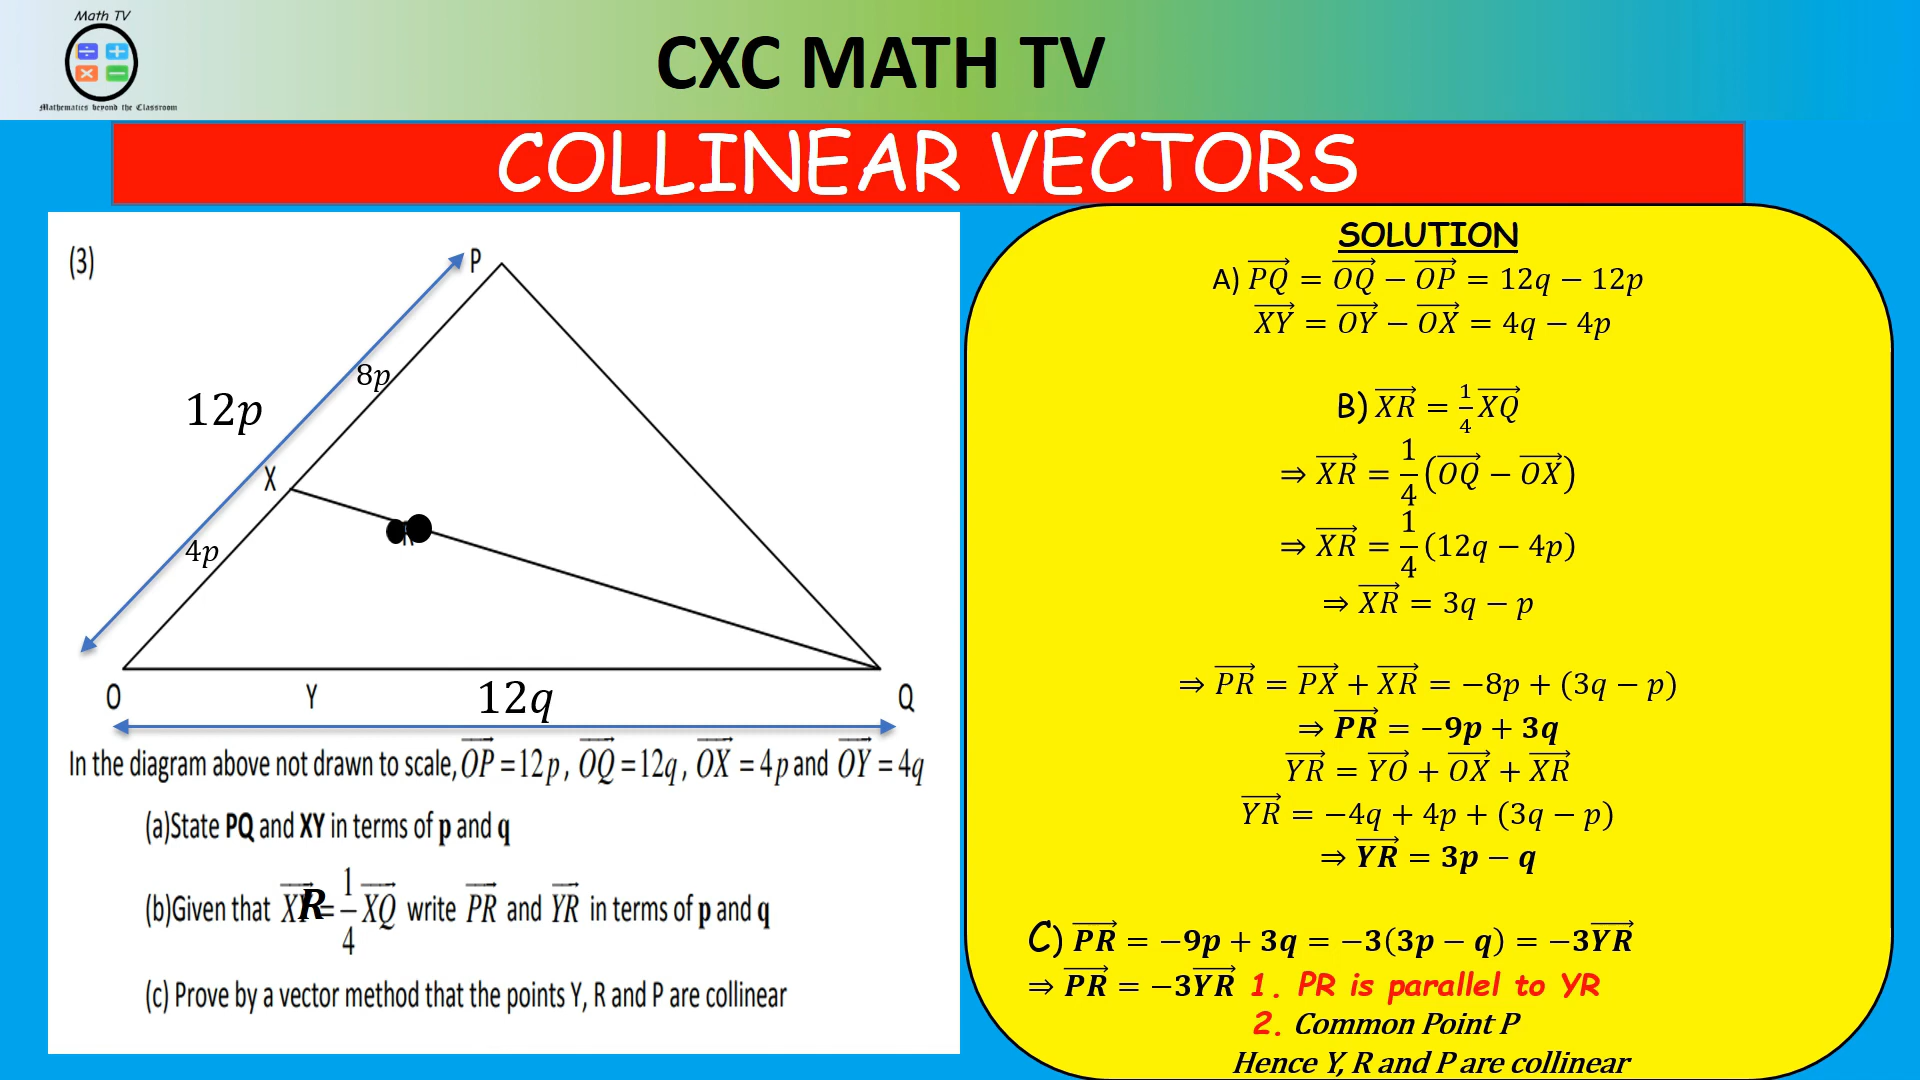 Math TV
Mathematics beyond the Classroom
CXC MATH TV
COLLINEAR VECTORS
(3)
P
8p
12p
X
4p
O
Y
12q
Q
In the diagram above not drawn to scale, OP⃗ = 12p, OQ⃗ = 12q, OX⃗ = 4p and OY⃗ = 4q
(a)State PQ and XY in terms of p and q
(b)Given that XR⃗ = 1/4 XQ⃗ write PR⃗ and YR⃗ in terms of p and q
(c) Prove by a vector method that the points Y, R and P are collinear
SOLUTION
A) PQ⃗ = OQ⃗ − OP⃗ = 12q − 12p
XY⃗ = OY⃗ − OX⃗ = 4q − 4p
B) XR⃗ = 1/4 XQ⃗
⇒ XR⃗ = 1/4 (OQ⃗ − OX⃗)
⇒ XR⃗ = 1/4 (12q − 4p)
⇒ XR⃗ = 3q − p
⇒ PR⃗ = PX⃗ + XR⃗ = −8p + (3q − p)
⇒ PR⃗ = −9p + 3q
YR⃗ = YO⃗ + OX⃗ + XR⃗
YR⃗ = −4q + 4p + (3q − p)
⇒ YR⃗ = 3p − q
C) PR⃗ = −9p + 3q = −3(3p − q) = −3YR⃗
⇒ PR⃗ = −3YR⃗ 1. PR is parallel to YR
2. Common Point P
Hence Y, R and P are collinear